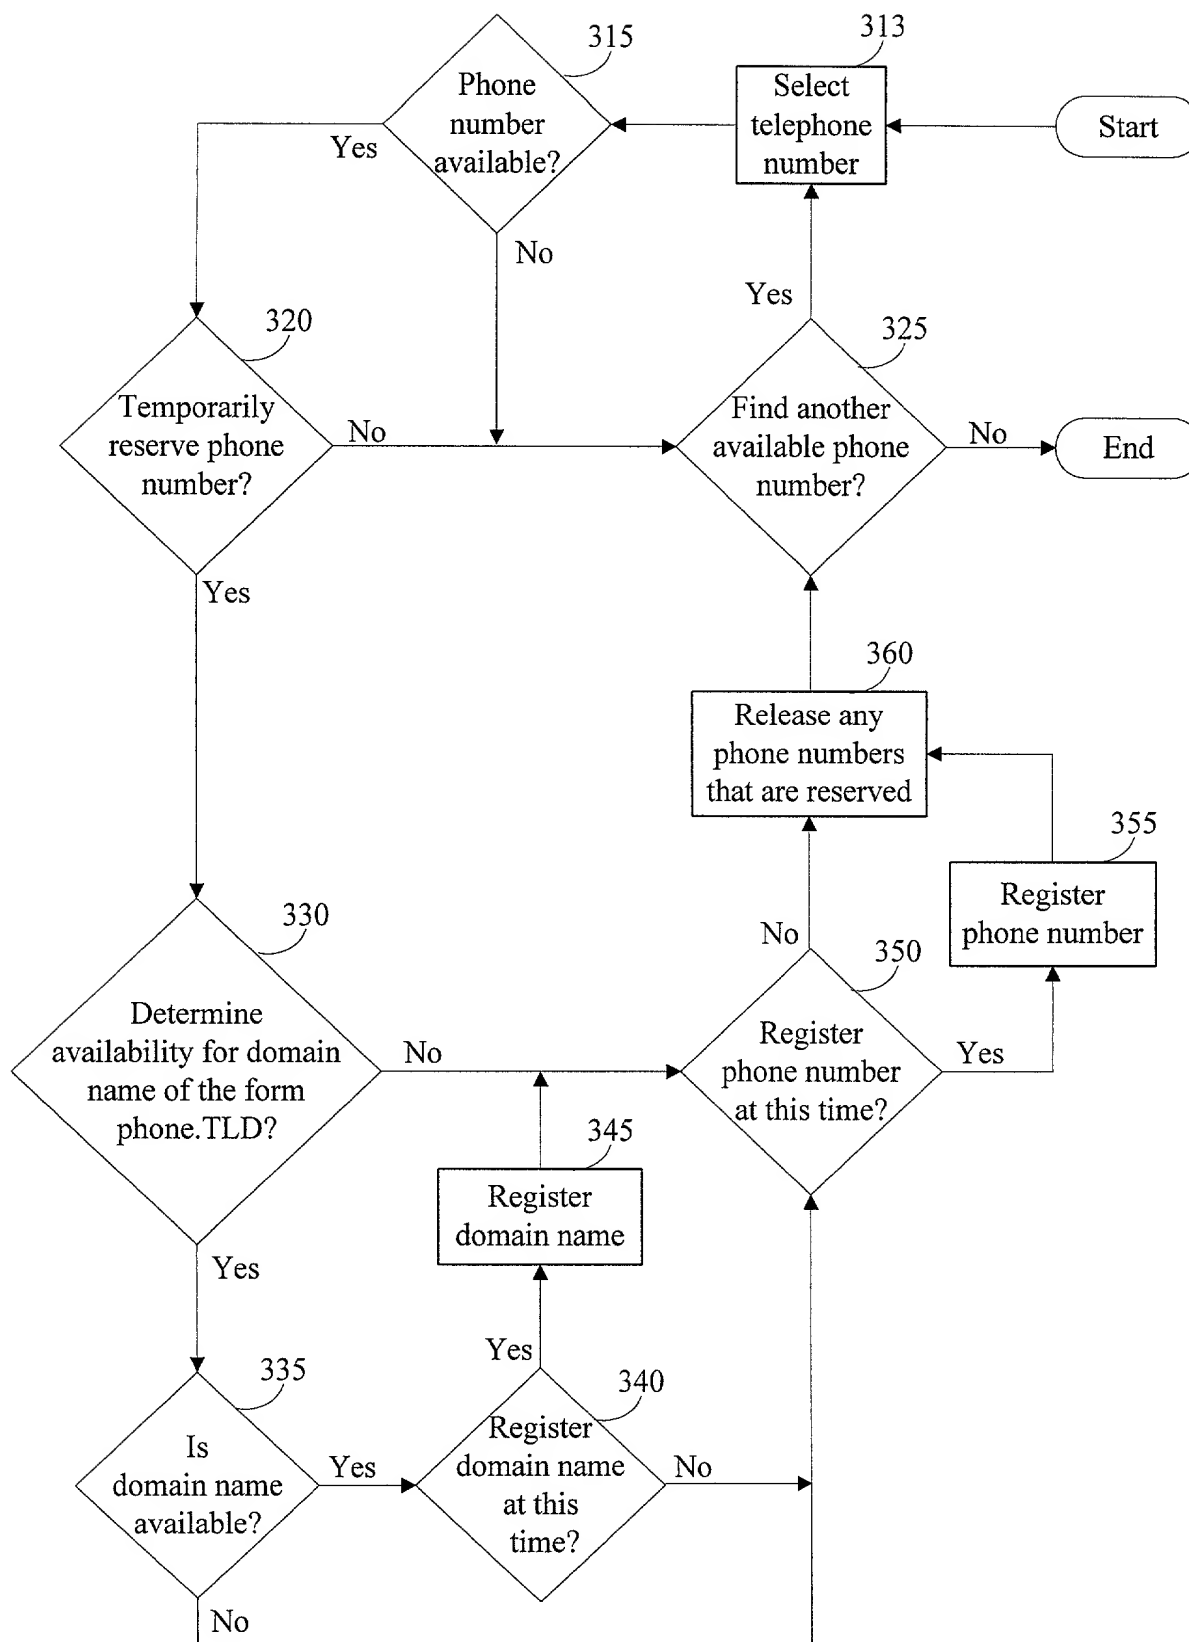 315
313
Phone
number
available?
Select
telephone
number
Start
Yes
No
320
Yes
325
Temporarily
reserve phone
number?
No
Find another
available phone
number?
No
End
Yes
360
Release any
phone numbers
that are reserved
355
Register
phone number
330
No
350
Determine
availability for domain
name of the form
phone.TLD?
No
Register
phone number
at this time?
Yes
345
Register
domain name
Yes
335
Yes
340
Is
domain name
available?
Yes
Register
domain name
at this
time?
No
No